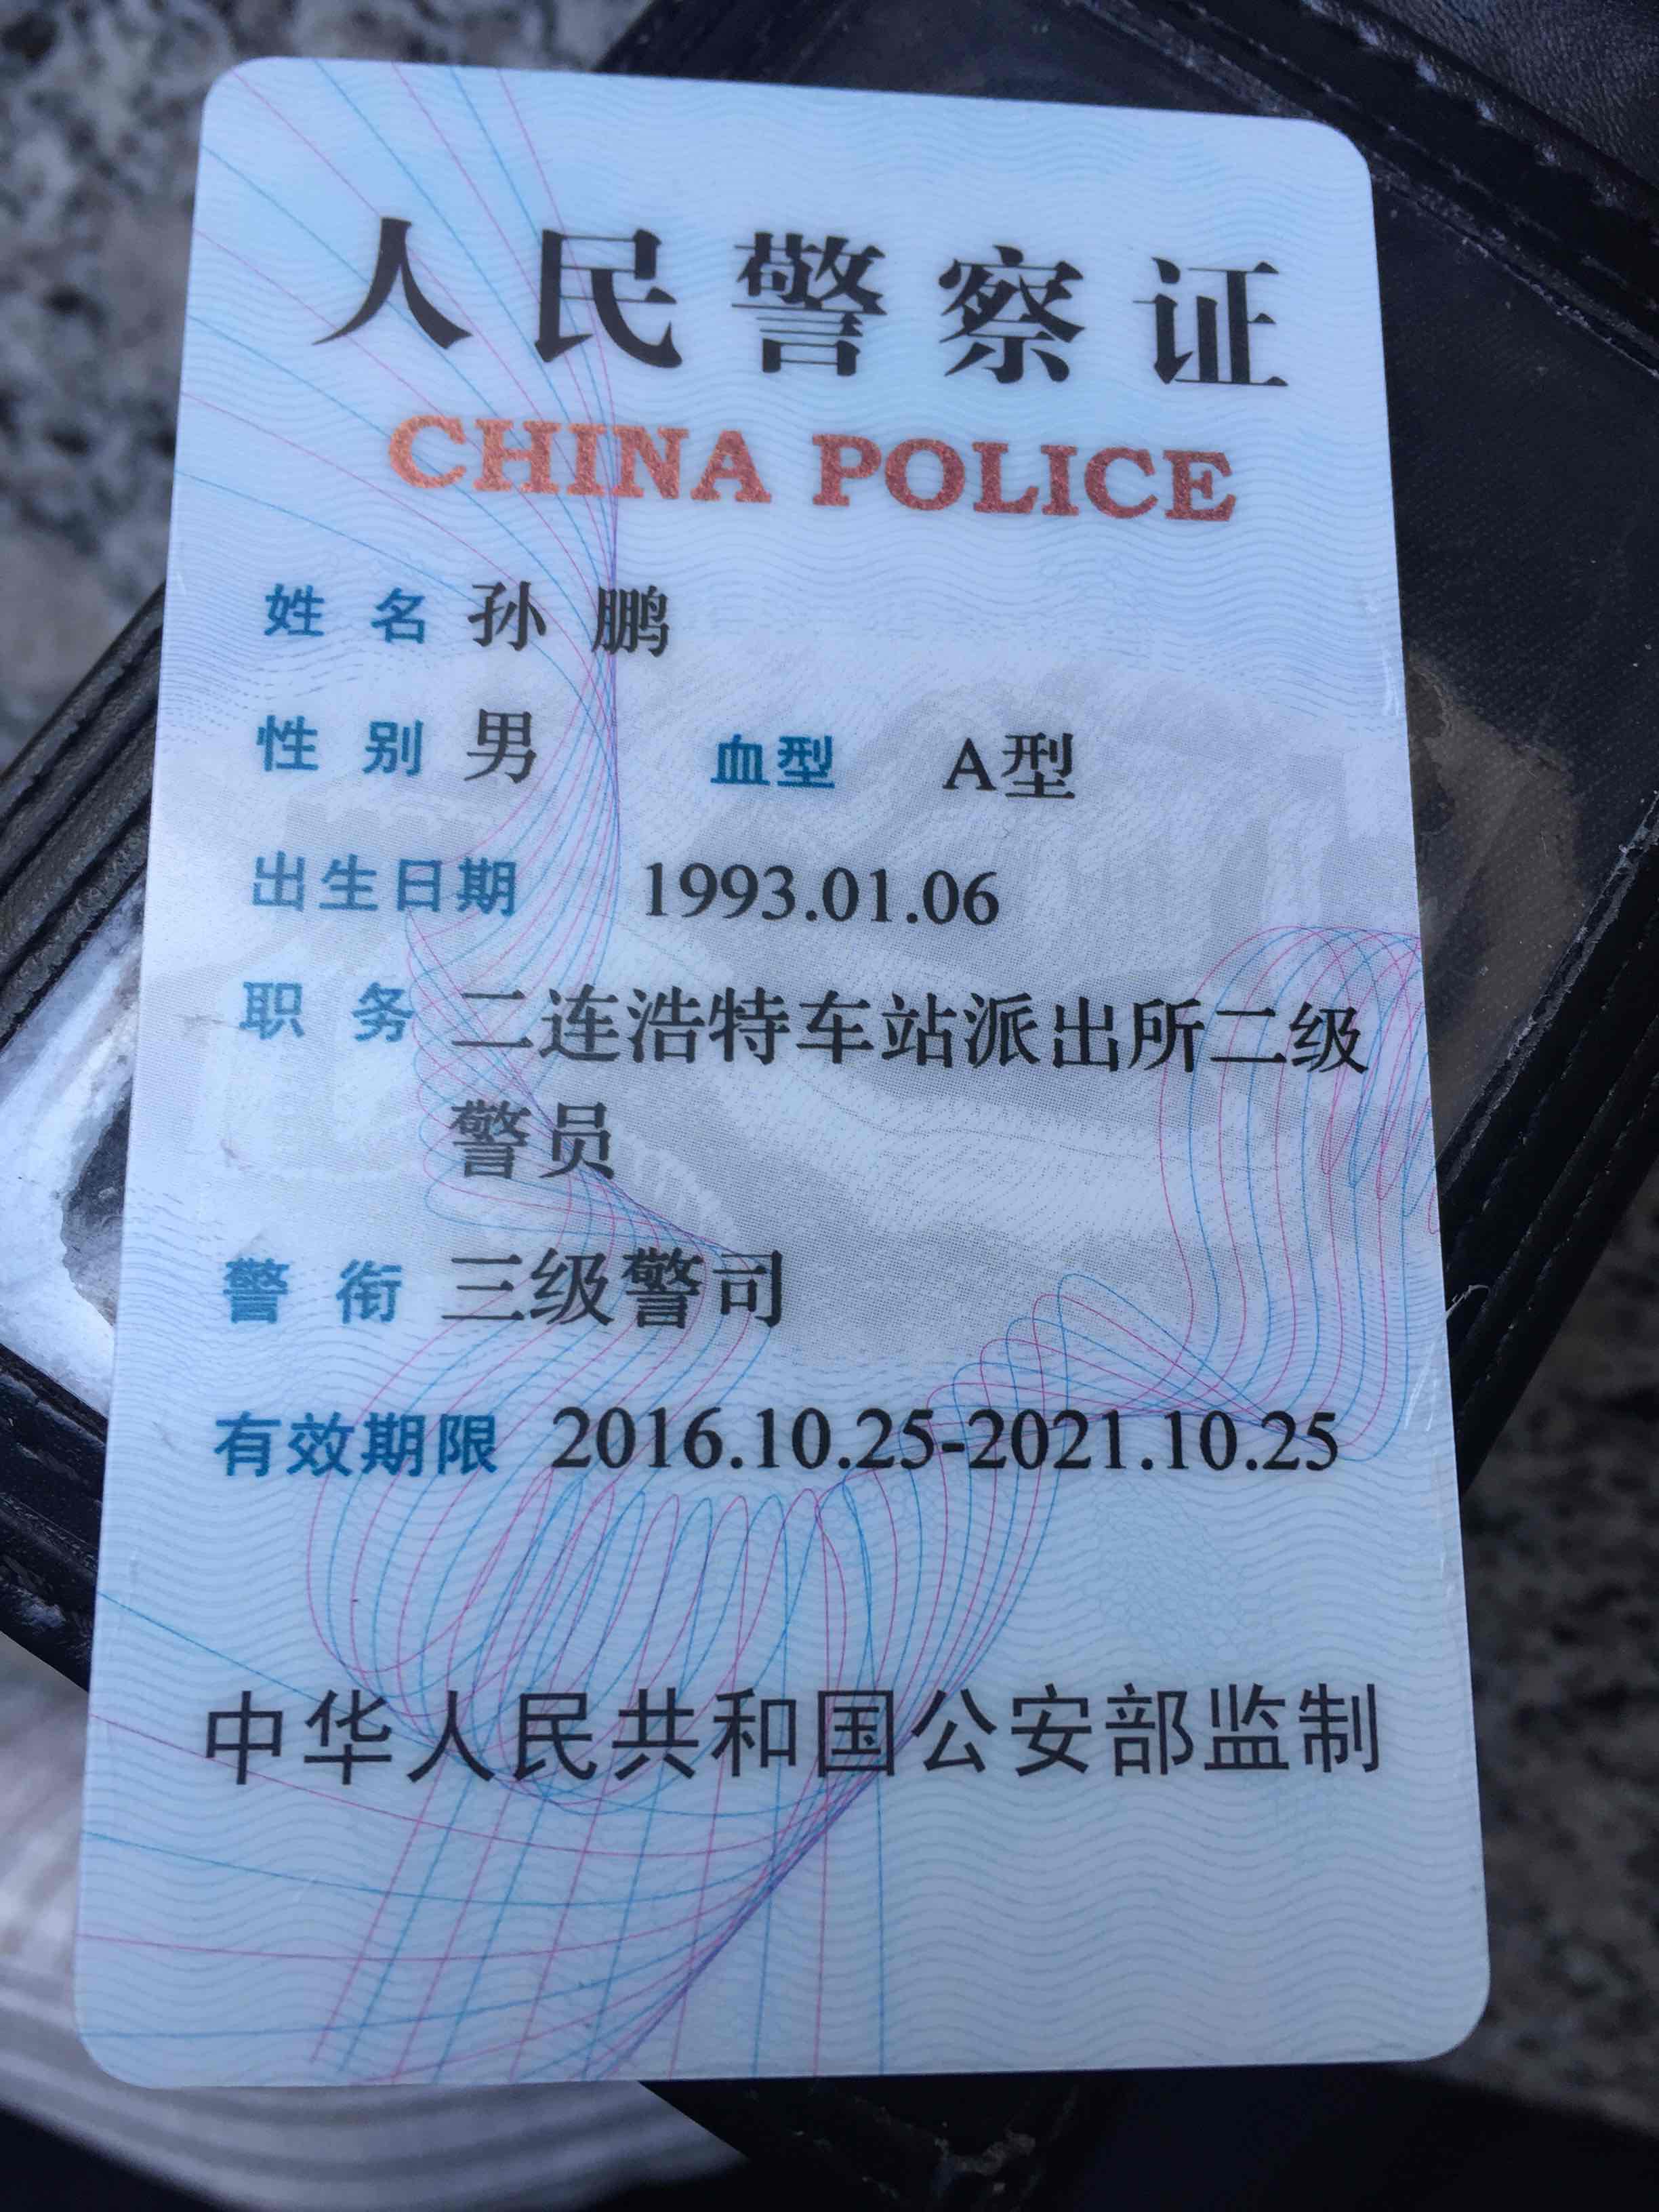 人民警察证
CHINA POLICE
姓名 孙鹏
性别 男 血型 A型
出生日期 1993.01.06
职务 二连浩特车站派出所二级
警员
警衔 三级警司
有效期限 2016.10.25-2021.10.25
中华人民共和国公安部监制